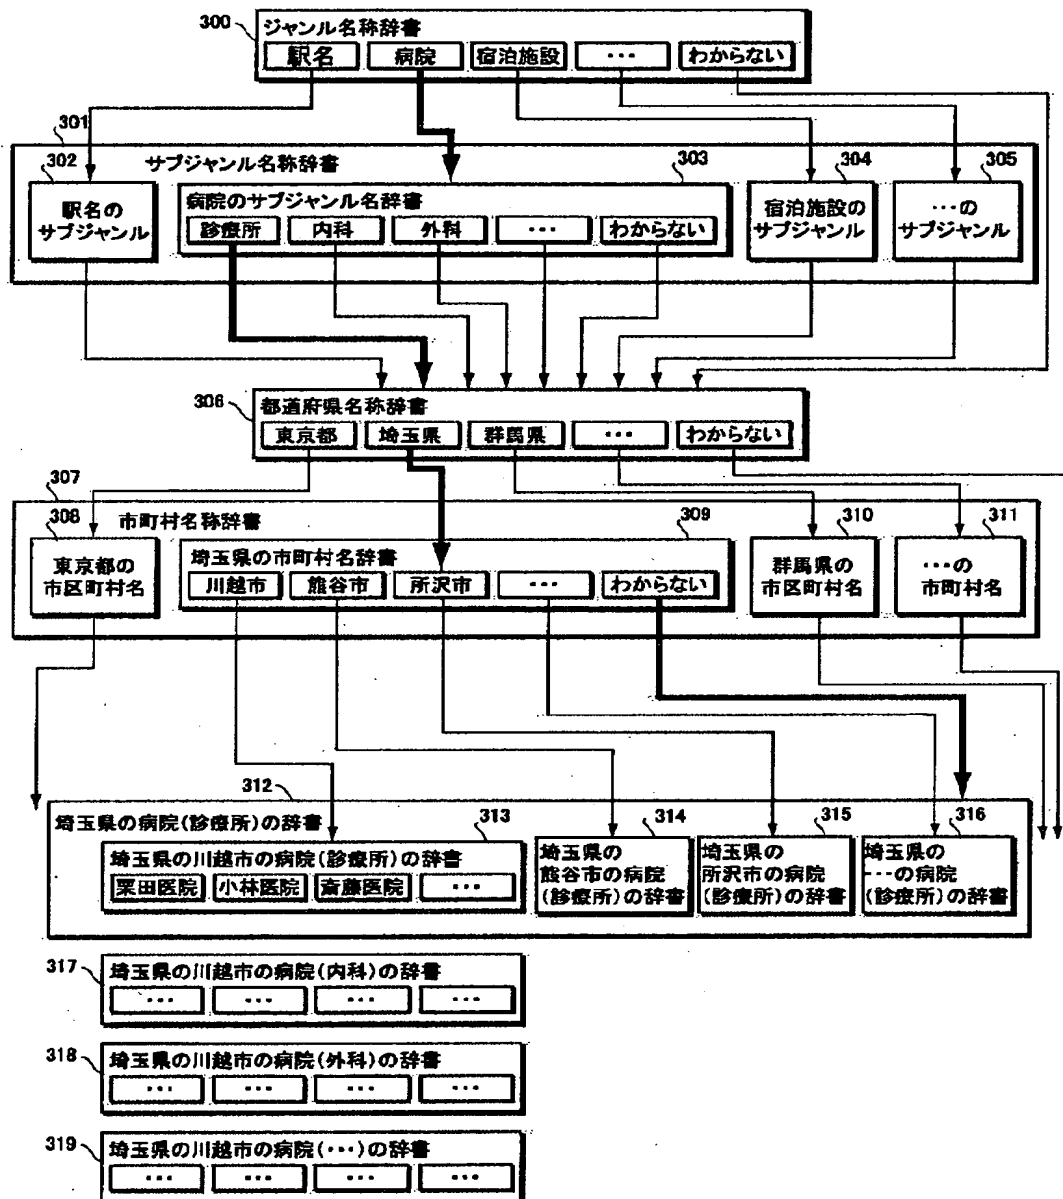 300
ジャンル名称辞書
駅名 病院 宿泊施設 ・・・ わからない
301
サブジャンル名称辞書
302
駅名の
サブジャンル
303
病院のサブジャンル名辞書
診療所 内科 外科 ・・・ わからない
304
宿泊施設の
サブジャンル
305
・・・の
サブジャンル
306
都道府県名称辞書
東京都 埼玉県 群馬県 ・・・ わからない
307
市町村名称辞書
308
東京都の
市区町村名
309
埼玉県の市町村名辞書
川越市 熊谷市 所沢市 ・・・ わからない
310
群馬県の
市区町村名
311
・・・の
市町村名
312
埼玉県の病院(診療所)の辞書
313
埼玉県の川越市の病院(診療所)の辞書
栗田医院 小林医院 斎藤医院 ・・・
314
埼玉県の
熊谷市の病院
(診療所)の辞書
315
埼玉県の
所沢市の病院
(診療所)の辞書
316
埼玉県の
・・・の病院
(診療所)の辞書
317
埼玉県の川越市の病院(内科)の辞書
・・・ ・・・ ・・・ ・・・
318
埼玉県の川越市の病院(外科)の辞書
・・・ ・・・ ・・・ ・・・
319
埼玉県の川越市の病院(・・・)の辞書
・・・ ・・・ ・・・ ・・・